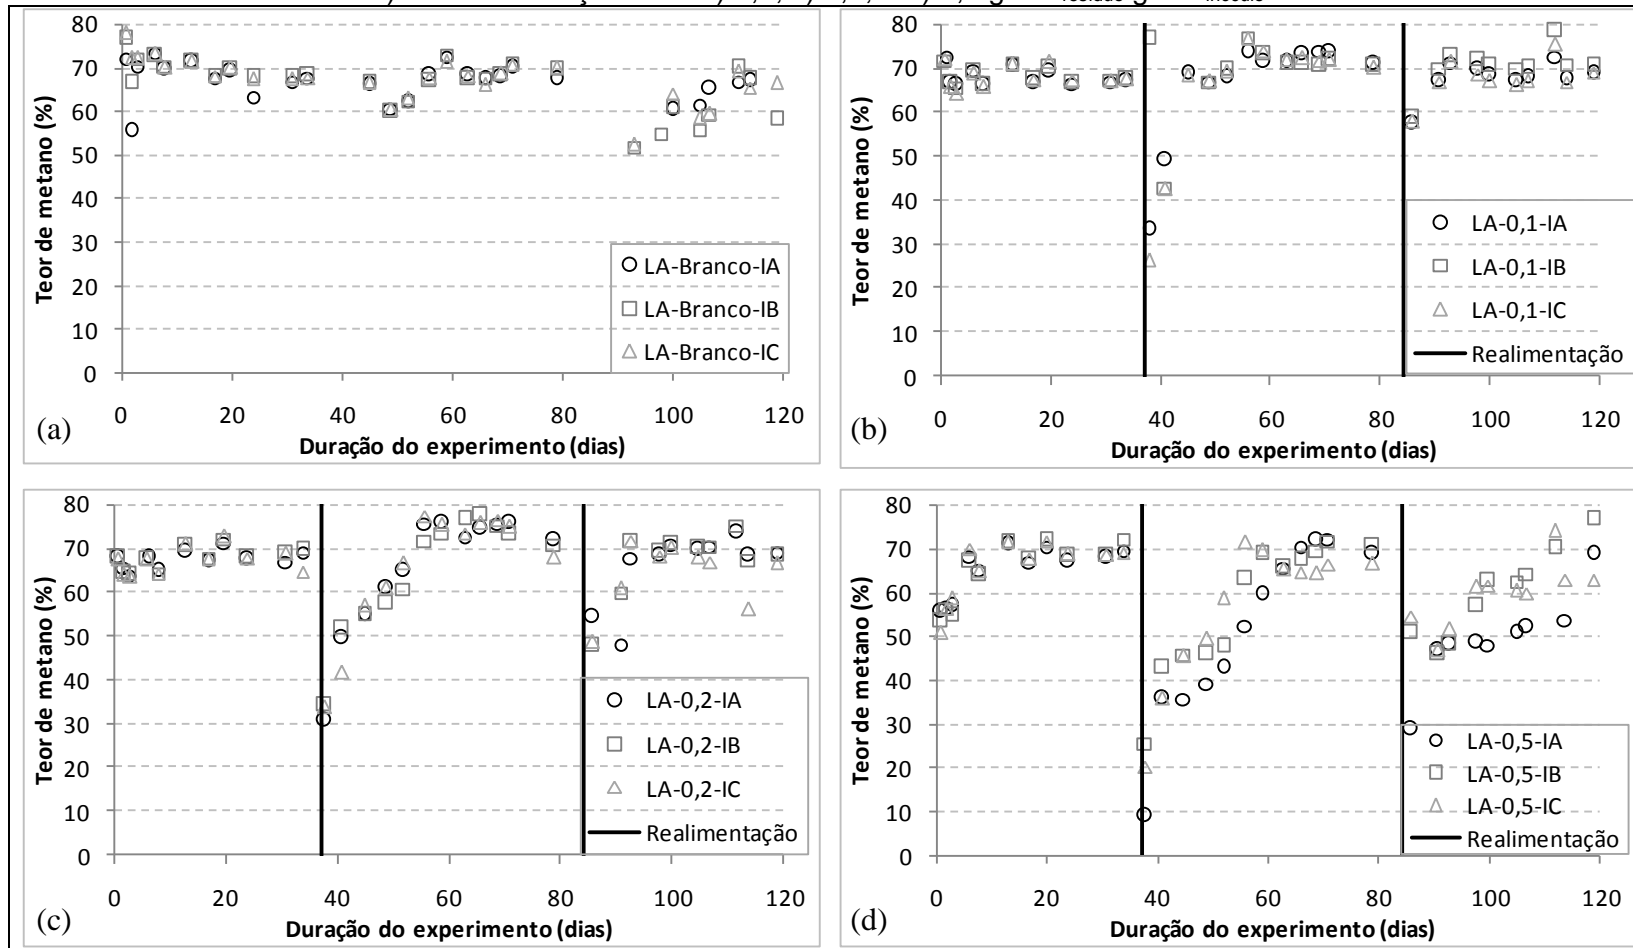 80
70
60
50
40
30
20
10
0
Teor de metano (%)
LA-Branco-IA
LA-Branco-IB
LA-Branco-IC
0 20 40 60 80 100 120
(a)
Duração do experimento (dias)
80
70
60
50
40
30
20
10
0
Teor de metano (%)
LA-0,1-IA
LA-0,1-IB
LA-0,1-IC
Realimentação
0 20 40 60 80 100 120
(b)
Duração do experimento (dias)
80
70
60
50
40
30
20
10
0
Teor de metano (%)
LA-0,2-IA
LA-0,2-IB
LA-0,2-IC
Realimentação
0 20 40 60 80 100 120
(c)
Duração do experimento (dias)
80
70
60
50
40
30
20
10
0
Teor de metano (%)
LA-0,5-IA
LA-0,5-IB
LA-0,5-IC
Realimentação
0 20 40 60 80 100 120
(d)
Duração do experimento (dias)